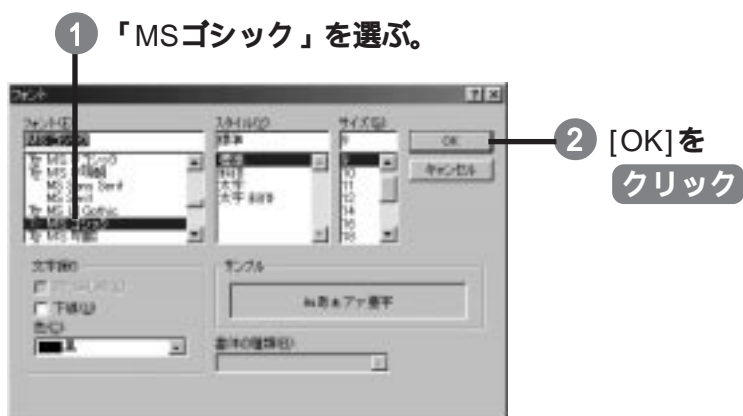 1 「MSゴシック」を選ぶ。
フォント
フォント(F) スタイル(Y) サイズ(S)
MS ゴシック 標準 9 OK
MS Pゴシック 標準 9 キャンセル
MS P明朝 斜体 10
MS Sans Serif 太字 11
MS Serif 太字 斜体 12
MS UI Gothic 14
MS ゴシック 16
MS 明朝 18
2 [OK]を
クリック
文字飾り サンプル
下線(U) Aaあぁアァ亜宇
色(C)
黒 書体の種類(R)